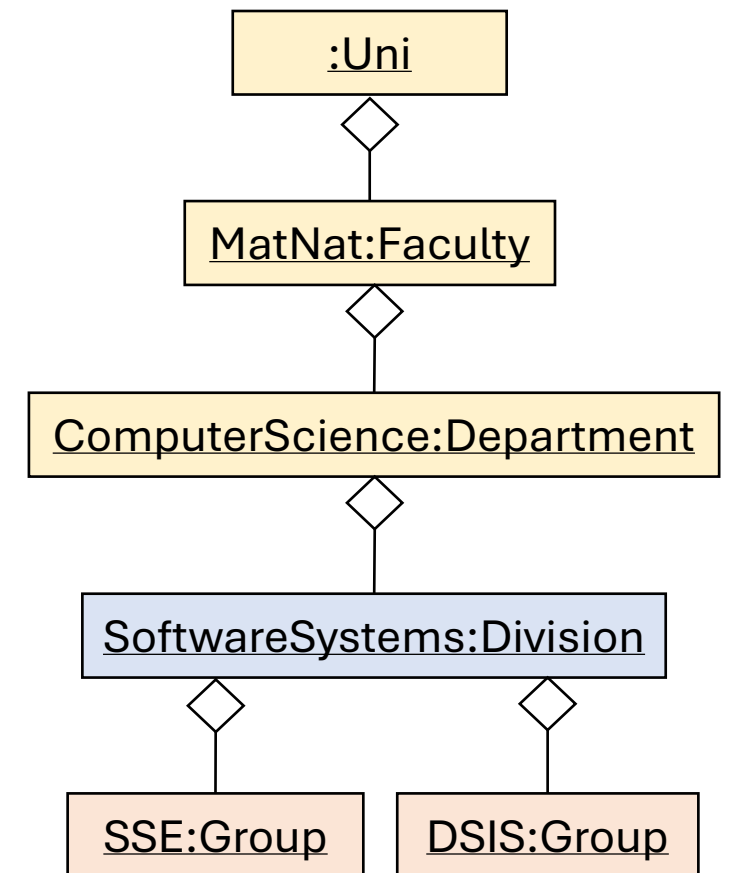 :Uni
MatNat:Faculty
ComputerScience:Department
SoftwareSystems:Division
SSE:Group
DSIS:Group